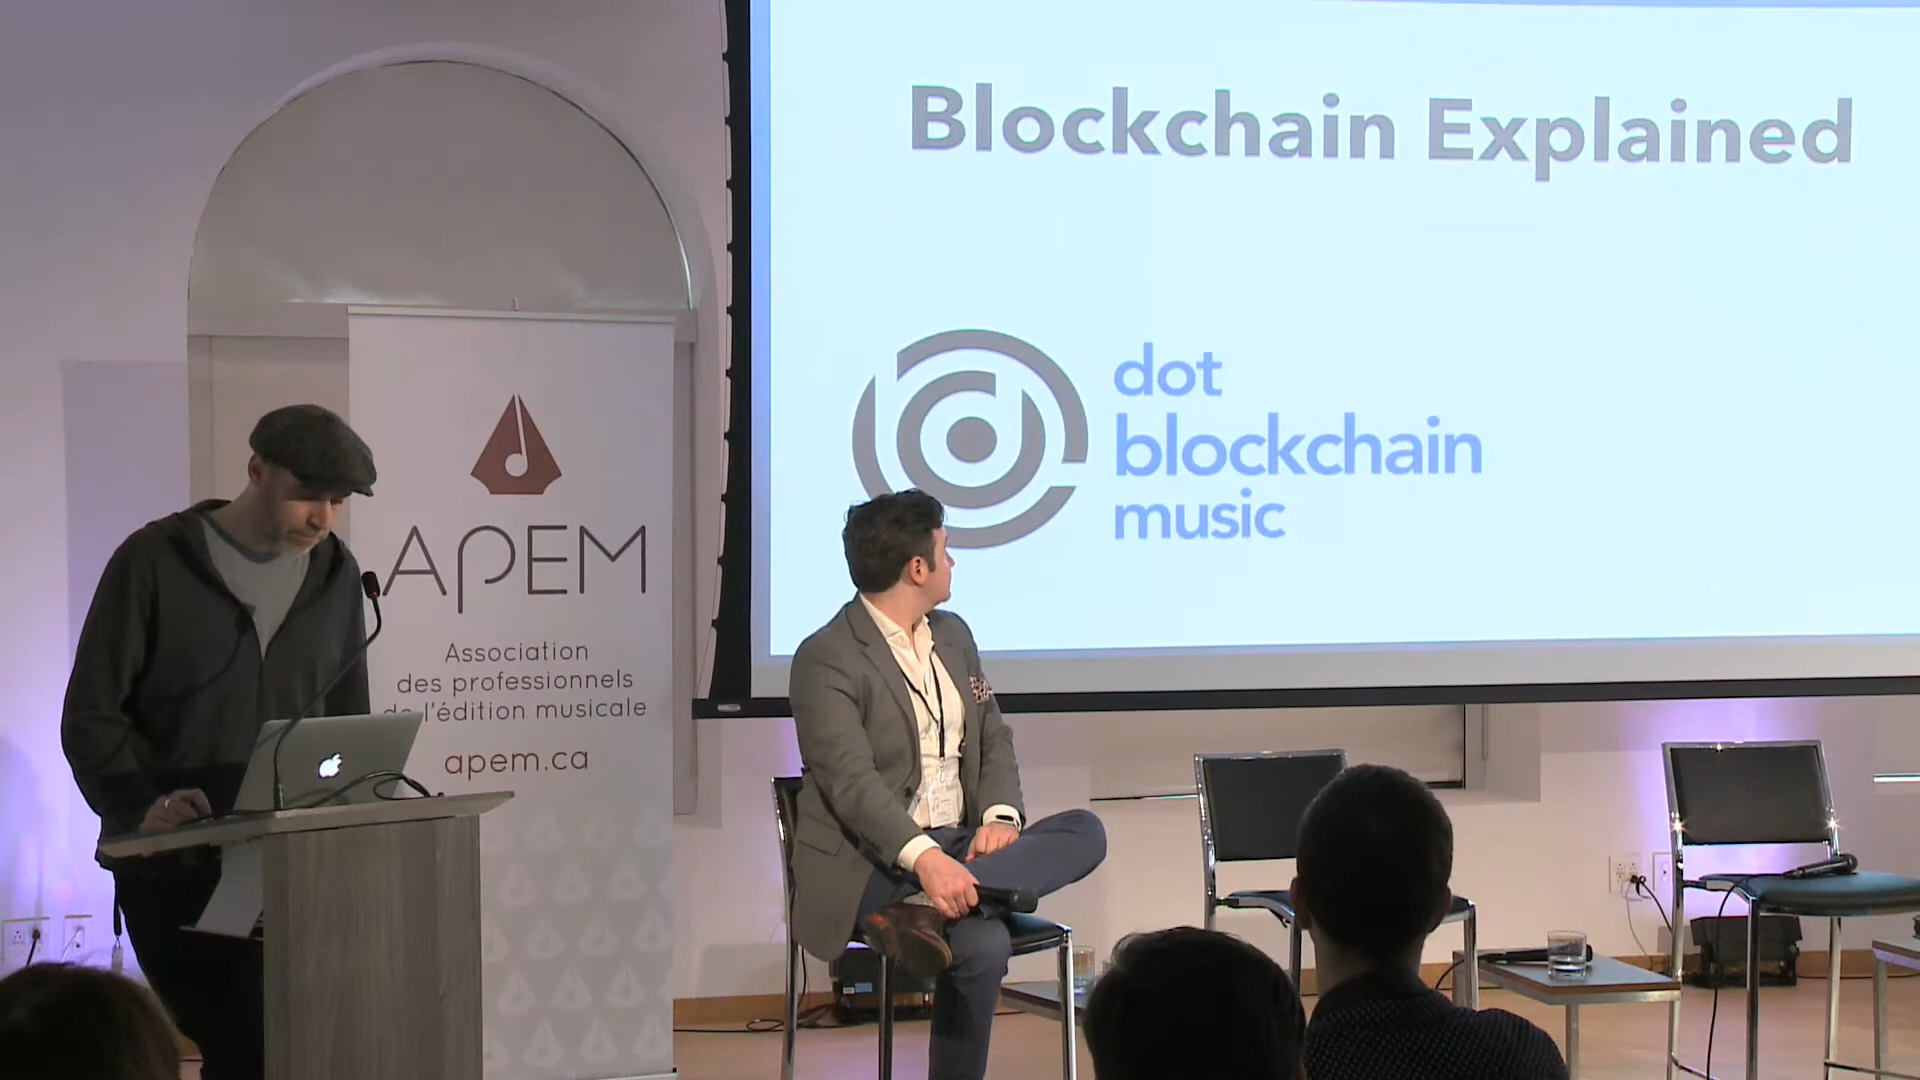 Blockchain Explained
dot
blockchain
music
APEM
Association
des professionnels
de l'édition musicale
apem.ca